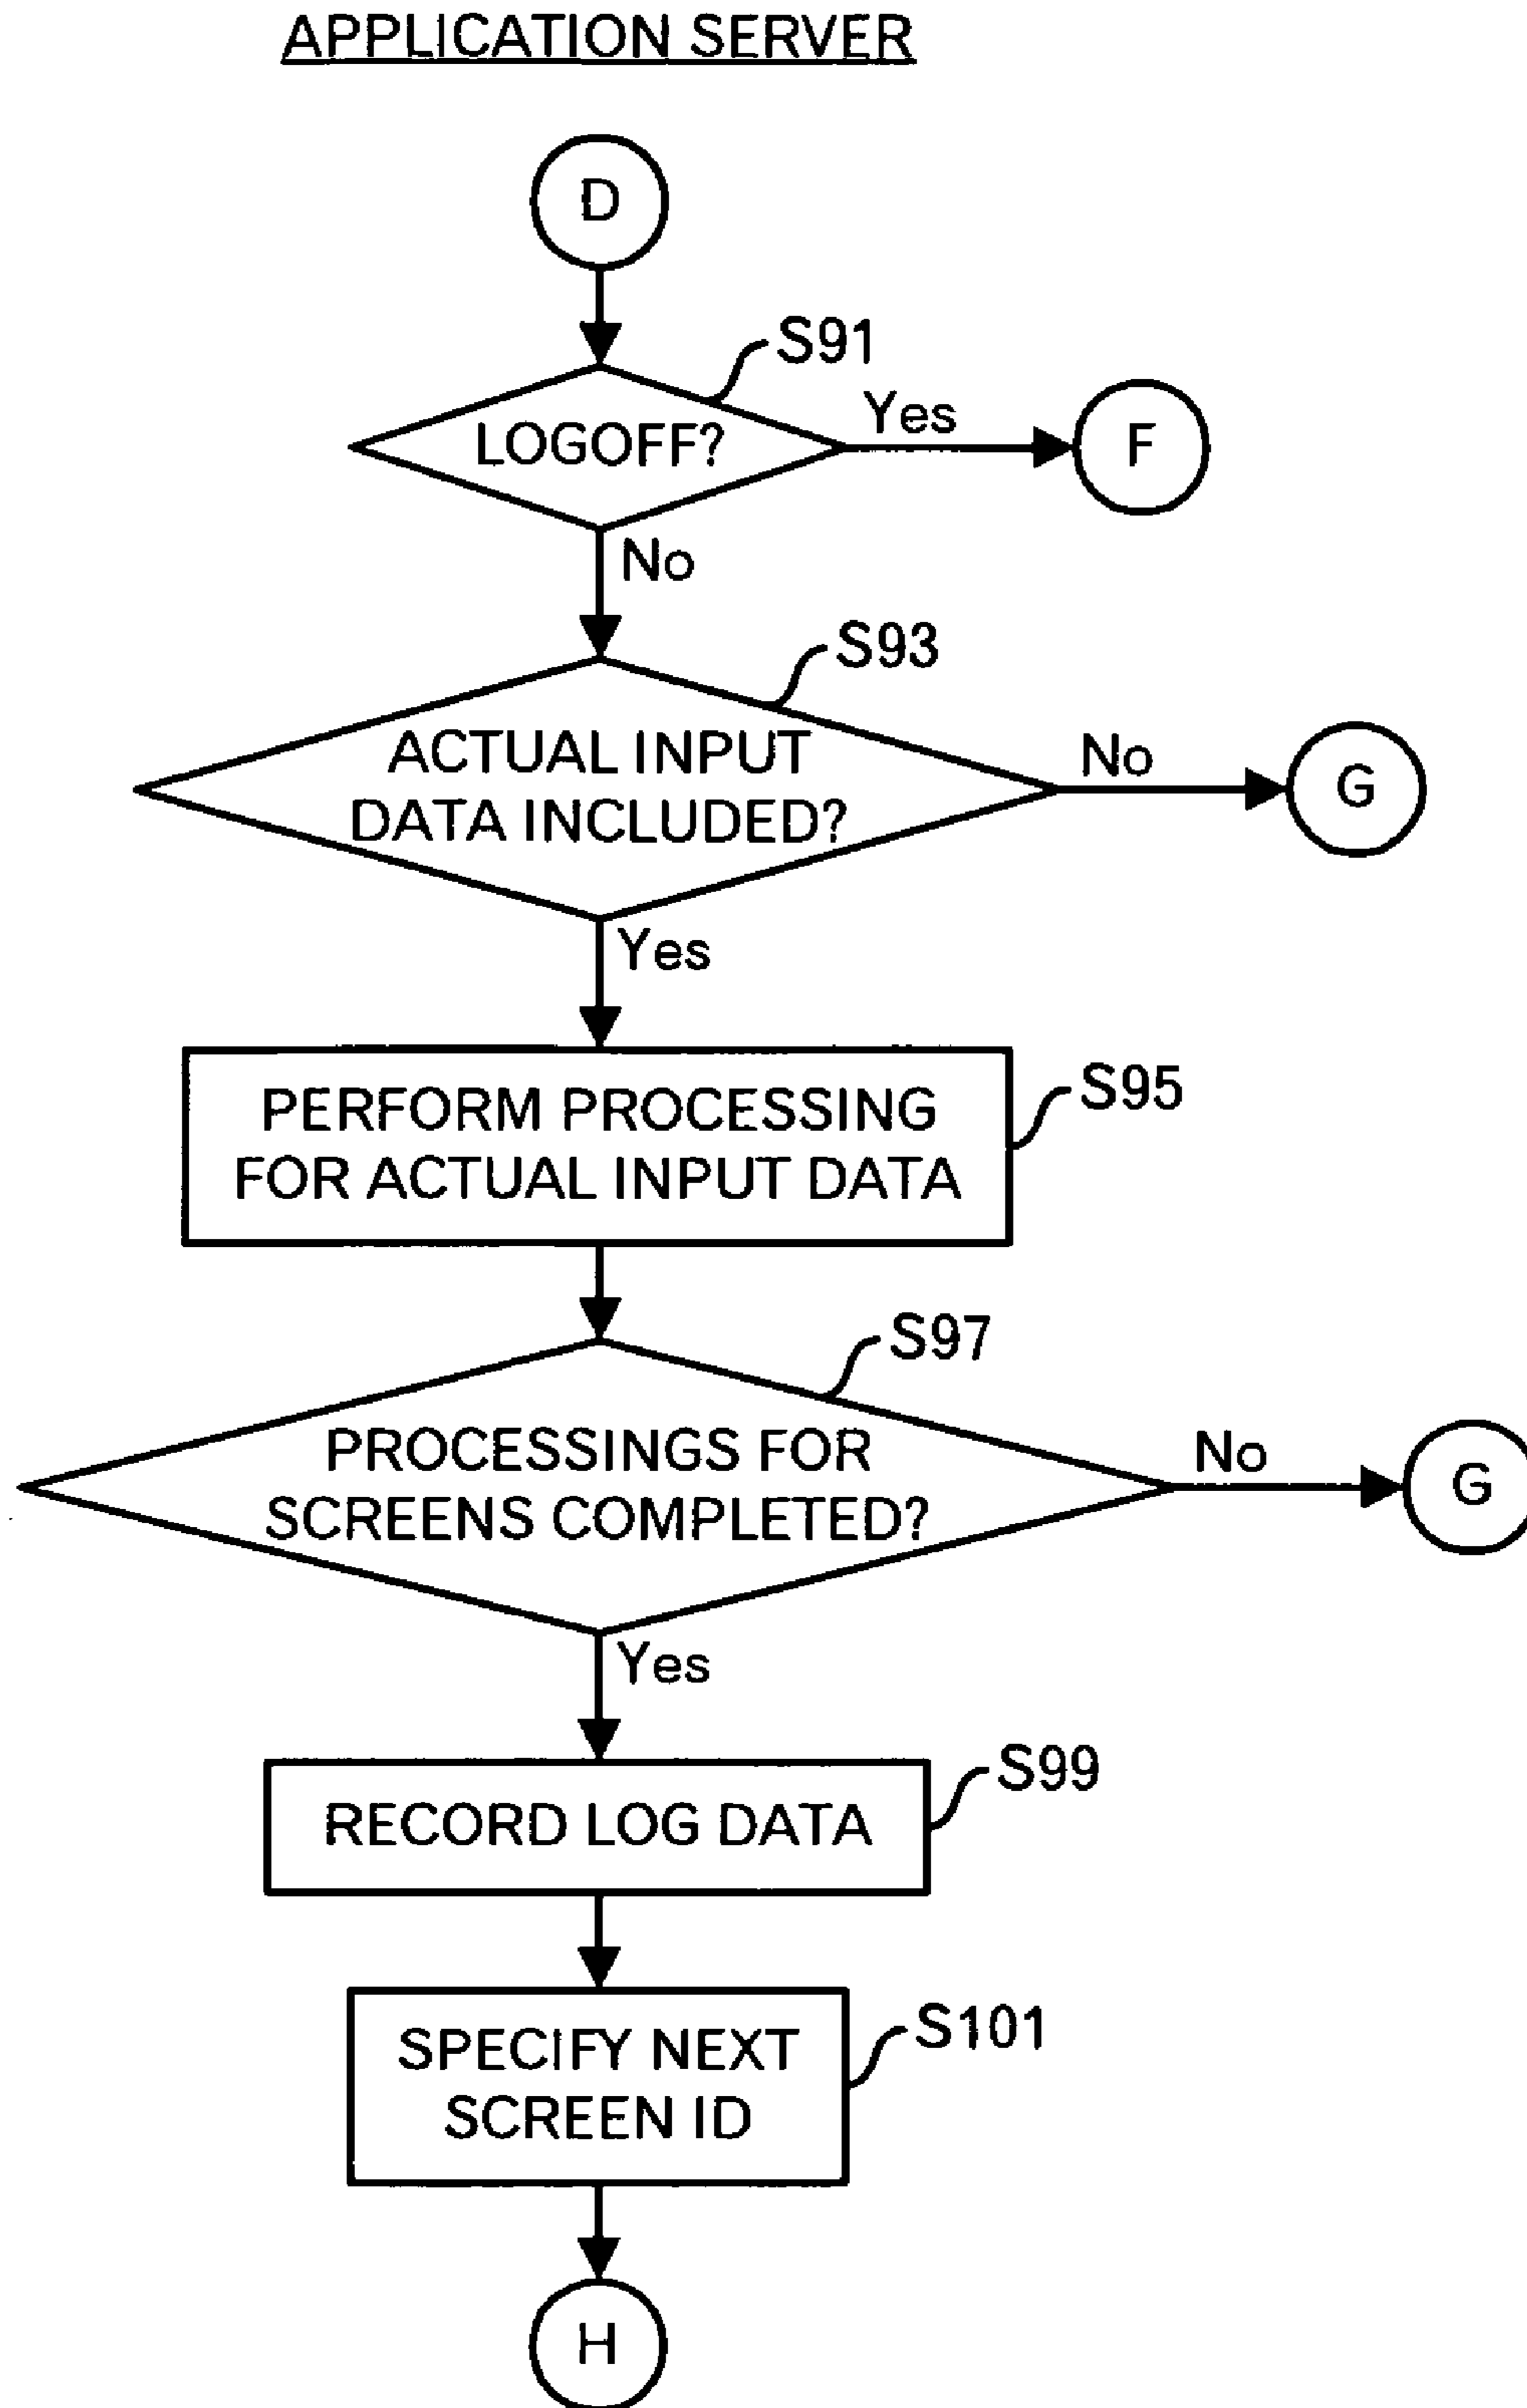 APPLICATION SERVER
D
S91
LOGOFF?
Yes
F
No
S93
ACTUAL INPUT
DATA INCLUDED?
No
G
Yes
S95
PERFORM PROCESSING
FOR ACTUAL INPUT DATA
S97
PROCESSINGS FOR
SCREENS COMPLETED?
No
G
Yes
S99
RECORD LOG DATA
S101
SPECIFY NEXT
SCREEN ID
H